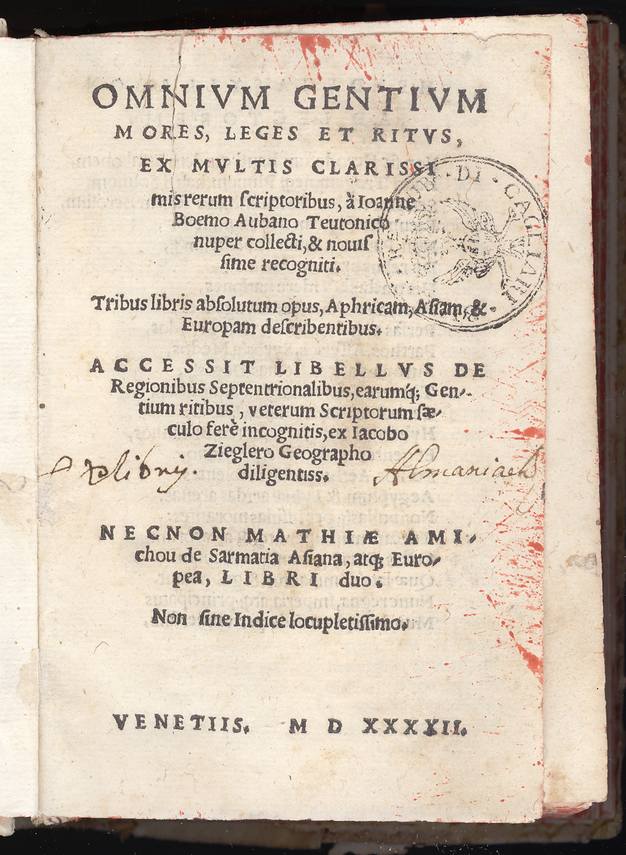 OMNIVM GENTIVM
MORES, LEGES ET RITVS,
EX MVLTIS CLARISSI
mis rerum scriptoribus, à Ioanne
Boemo Aubano Teutonico
nuper collecti, & nouis
sime recogniti.
Tribus libris absolutum opus, Aphricam, Asiam, &
Europam describentibus.
ACCESSIT LIBELLVS DE
Regionibus Septentrionalibus, earumq́; Gen-
tium ritibus, veterum Scriptorum sæ-
culo ferè incognitis, ex Iacobo
Zieglero Geographo
diligentiss.
NECNON MATHIÆ AMI-
chou de Sarmatia Asiana, atq; Euro-
pea, LIBRI duo.
Non sine Indice locupletissimo.
VENETIIS. M D XXXXII.
DI · CAGLIARI